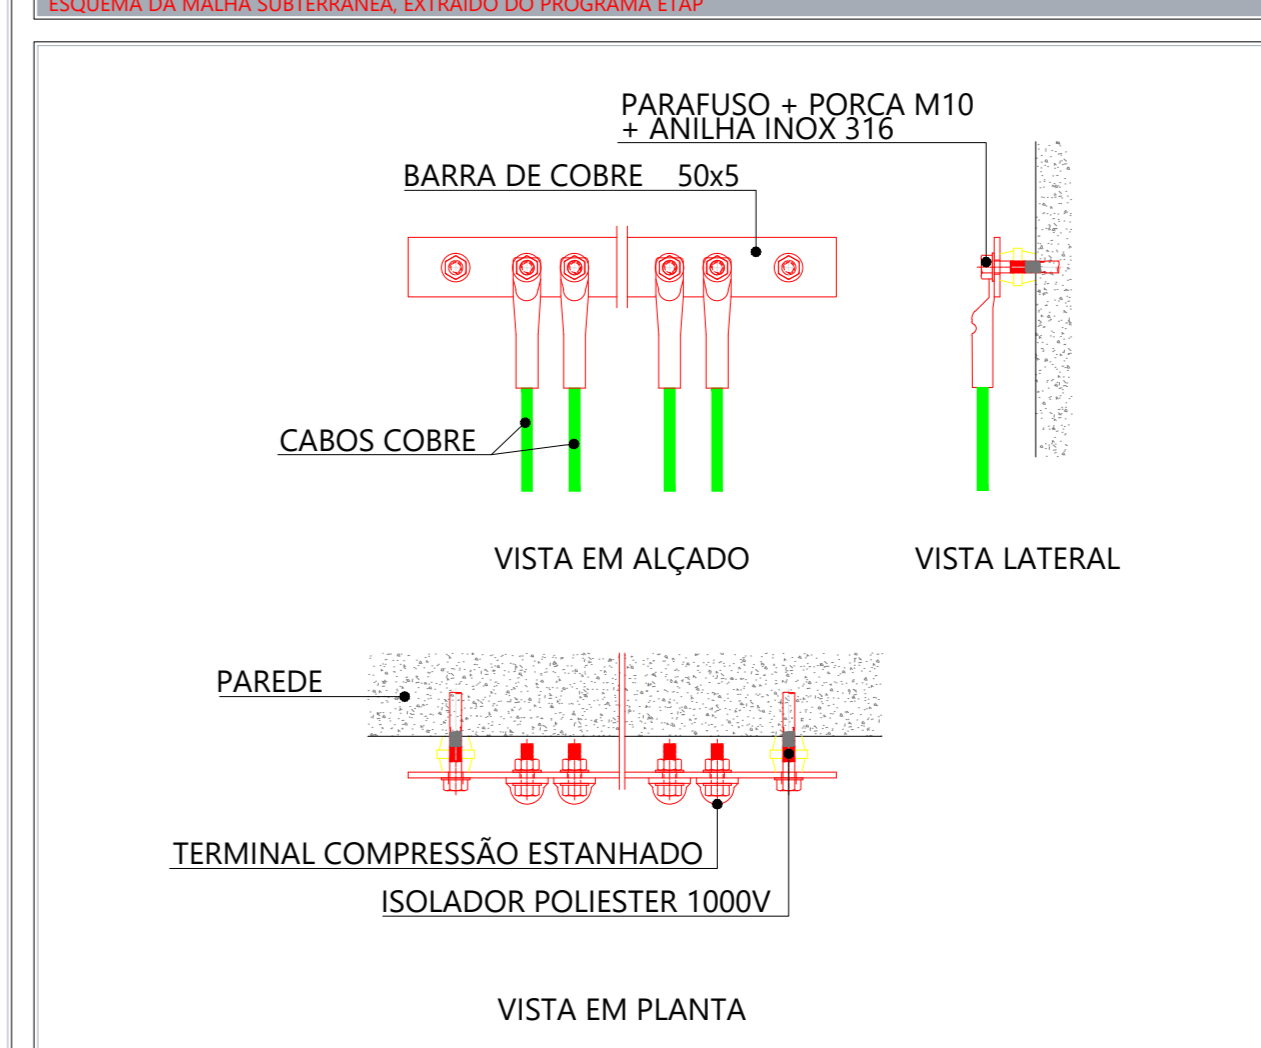 ESQUEMA DA MALHA SUBTERRÂNEA, EXTRAÍDO DO PROGRAMA ETAP
PARAFUSO + PORCA M10
+ ANILHA INOX 316
BARRA DE COBRE 50x5
CABOS COBRE
VISTA EM ALÇADO
VISTA LATERAL
PAREDE
TERMINAL COMPRESSÃO ESTANHADO
ISOLADOR POLIESTER 1000V
VISTA EM PLANTA